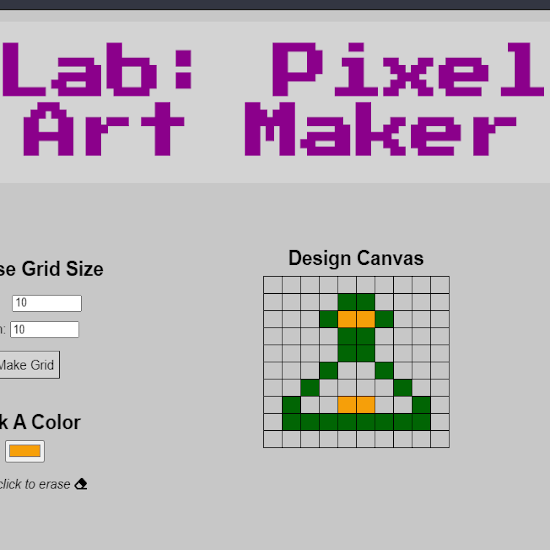 Lab: Pixel
Art Maker
se Grid Size
10
n: 10
Make Grid
k A Color
click to erase
Design Canvas